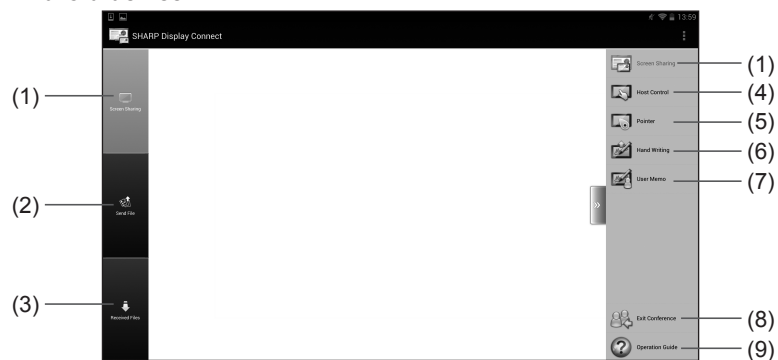 13:59
SHARP Display Connect
(1)
Screen Sharing
(2)
Send File
(3)
Received Files
Screen Sharing
(1)
Host Control
(4)
Pointer
(5)
Hand Writing
(6)
User Memo
(7)
»
Exit Conference
(8)
?
Operation Guide
(9)